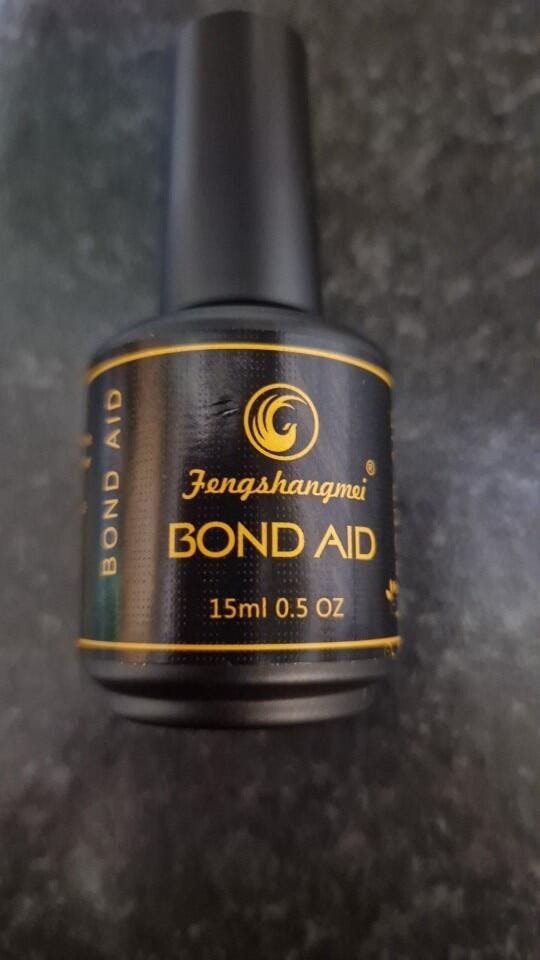 BOND AID
Fengshangmei®
BOND AID
15ml 0.5 OZ